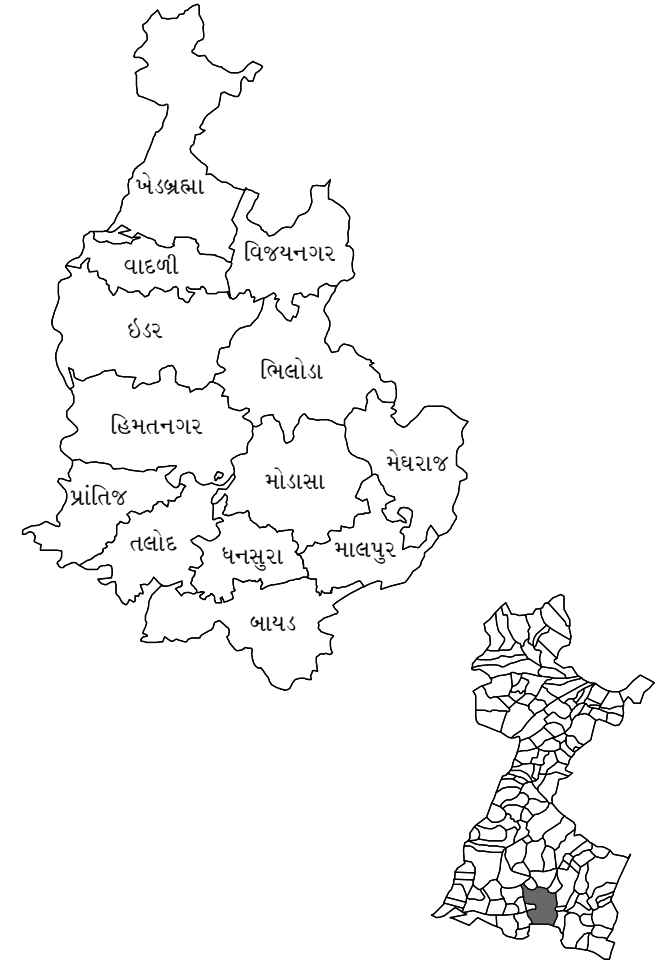 ખેડબ્રહ્મા
વિજયનગર
વાદળી
ઇડર
ભિલોડા
હિમતનગર
મેઘરાજ
મોડાસા
પ્રાંતિજ
તલોદ
ધનસુરા
માલપુર
બાયડ